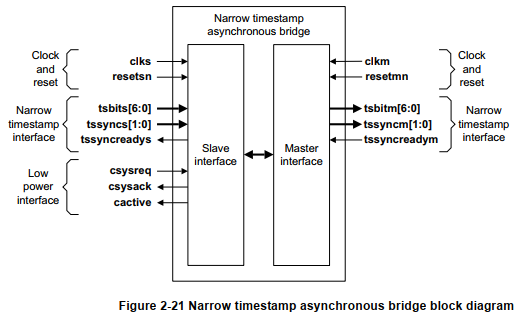 Narrow timestamp
asynchronous bridge
Clock
and
reset
clks
resetsn
clkm
resetmn
Clock
and
reset
Narrow
timestamp
interface
tsbits[6:0]
tssyncs[1:0]
tssyncreadys
Slave
interface
Master
interface
tsbitm[6:0]
tssyncm[1:0]
tssyncreadym
Narrow
timestamp
interface
Low
power
interface
csysreq
csysack
cactive
Figure 2-21 Narrow timestamp asynchronous bridge block diagram